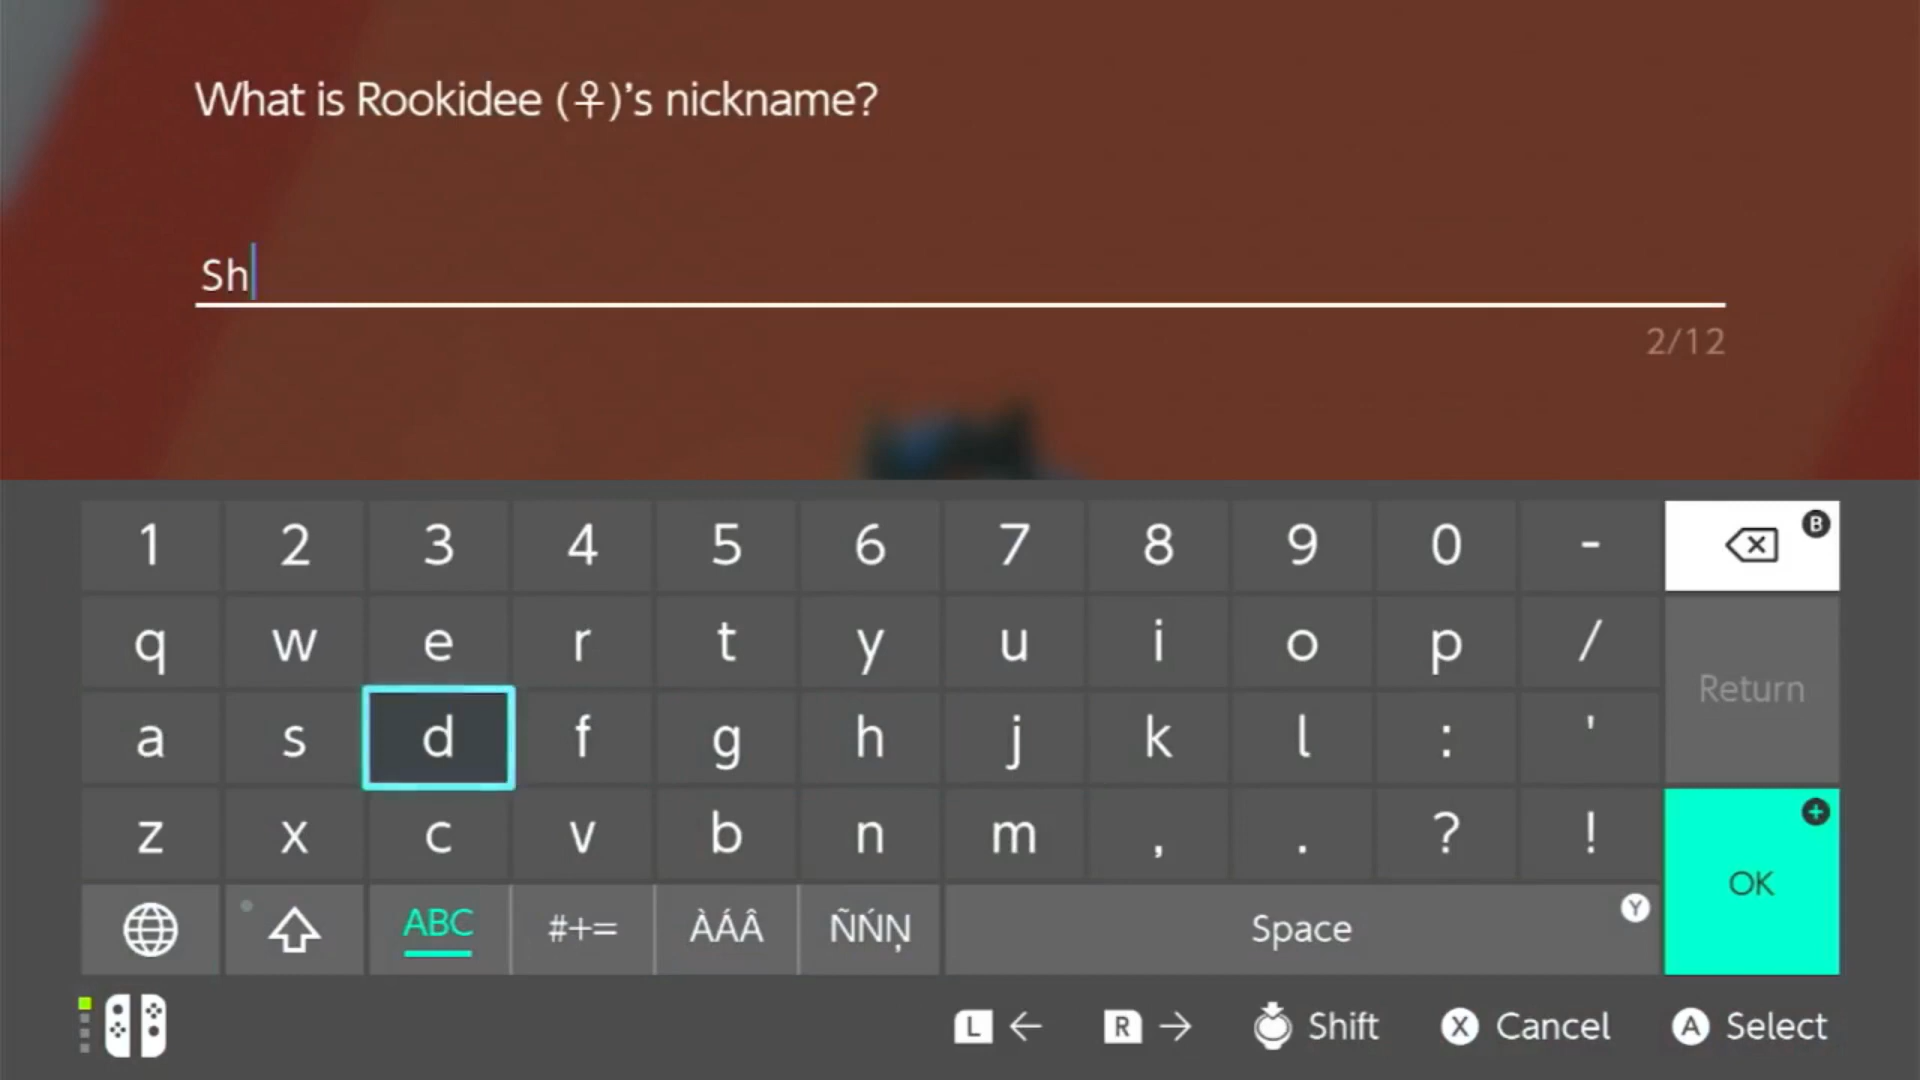 What is Rookidee (♀)'s nickname?
Sh
2/12
1 2 3 4 5 6 7 8 9 0 - B
q w e r t y u i o p /
Return
a s d f g h j k l : '
z x c v b n m , . ? ! +
OK
ABC #+= ÀÁÂ ÑŃŅ Space Y
L ← R → Shift X Cancel A Select